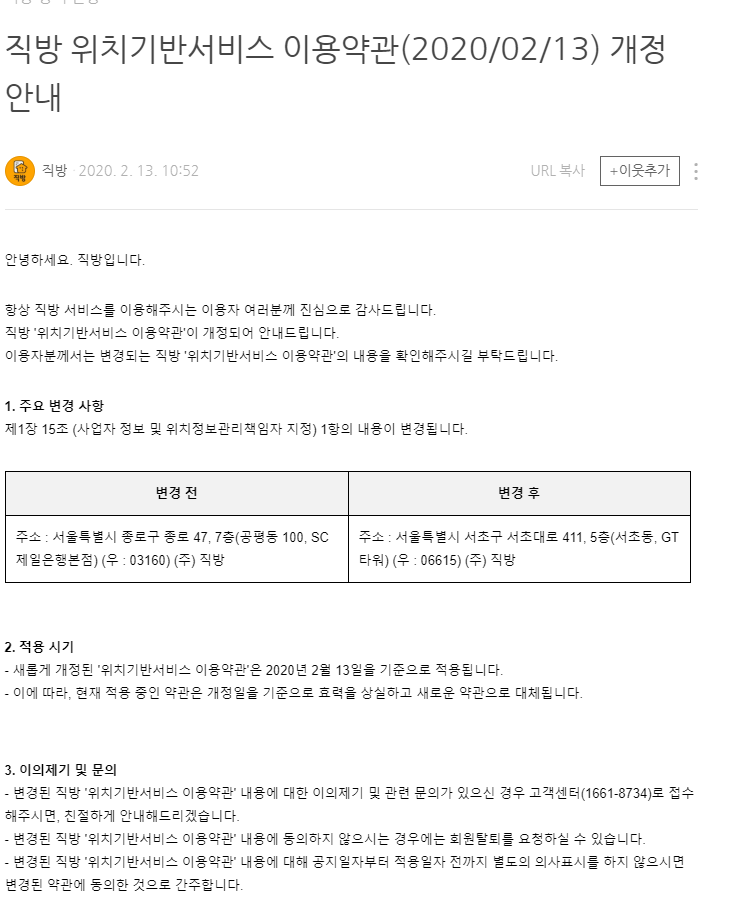 직방 위치기반서비스 이용약관(2020/02/13) 개정
안내
직방
직방 · 2020. 2. 13. 10:52
URL 복사
+이웃추가
안녕하세요. 직방입니다.
항상 직방 서비스를 이용해주시는 이용자 여러분께 진심으로 감사드립니다.
직방 '위치기반서비스 이용약관'이 개정되어 안내드립니다.
이용자분께서는 변경되는 직방 '위치기반서비스 이용약관'의 내용을 확인해주시길 부탁드립니다.
1. 주요 변경 사항
제1장 15조 (사업자 정보 및 위치정보관리책임자 지정) 1항의 내용이 변경됩니다.
변경 전
변경 후
주소 : 서울특별시 종로구 종로 47, 7층(공평동 100, SC
제일은행본점) (우 : 03160) (주) 직방
주소 : 서울특별시 서초구 서초대로 411, 5층(서초동, GT
타워) (우 : 06615) (주) 직방
2. 적용 시기
- 새롭게 개정된 '위치기반서비스 이용약관'은 2020년 2월 13일을 기준으로 적용됩니다.
- 이에 따라, 현재 적용 중인 약관은 개정일을 기준으로 효력을 상실하고 새로운 약관으로 대체됩니다.
3. 이의제기 및 문의
- 변경된 직방 '위치기반서비스 이용약관' 내용에 대한 이의제기 및 관련 문의가 있으신 경우 고객센터(1661-8734)로 접수
해주시면, 친절하게 안내해드리겠습니다.
- 변경된 직방 '위치기반서비스 이용약관' 내용에 동의하지 않으시는 경우에는 회원탈퇴를 요청하실 수 있습니다.
- 변경된 직방 '위치기반서비스 이용약관' 내용에 대해 공지일자부터 적용일자 전까지 별도의 의사표시를 하지 않으시면
변경된 약관에 동의한 것으로 간주합니다.